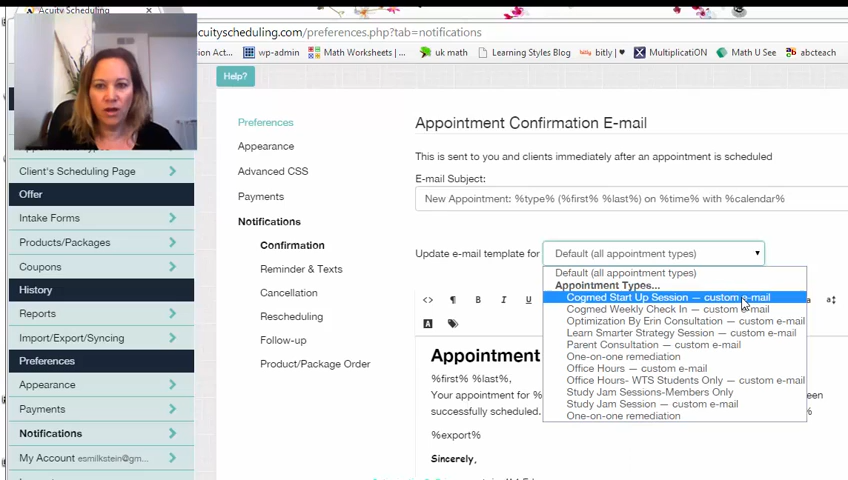 Acuity Scheduling
acuityscheduling.com/preferences.php?tab=notifications
wp-admin
Math Worksheets ...
uk math
Learning Styles Blog
bitly
MultiplicatiON
Math U See
abcteach
Help?
Client's Scheduling Page
Offer
Intake Forms
Products/Packages
Coupons
History
Reports
Import/Export/Syncing
Preferences
Appearance
Payments
Notifications
My Account esmilkstein@gm...
Preferences
Appearance
Advanced CSS
Payments
Notifications
Confirmation
Reminder & Texts
Cancellation
Rescheduling
Follow-up
Product/Package Order
Appointment Confirmation E-mail
This is sent to you and clients immediately after an appointment is scheduled
E-mail Subject:
New Appointment: %type% (%first% %last%) on %time% with %calendar%
Update e-mail template for Default (all appointment types)
Default (all appointment types)
Appointment Types...
Cogmed Start Up Session — custom e-mail
Cogmed Weekly Check In — custom e-mail
Optimization By Erin Consultation — custom e-mail
Learn Smarter Strategy Session — custom e-mail
Parent Consultation — custom e-mail
One-on-one remediation
Office Hours — custom e-mail
Office Hours- WTS Students Only — custom e-mail
Study Jam Sessions-Members Only
Study Jam Session — custom e-mail
One-on-one remediation
B I U
Appointment
%first% %last%,
Your appointment for
successfully scheduled.
%export%
Sincerely,